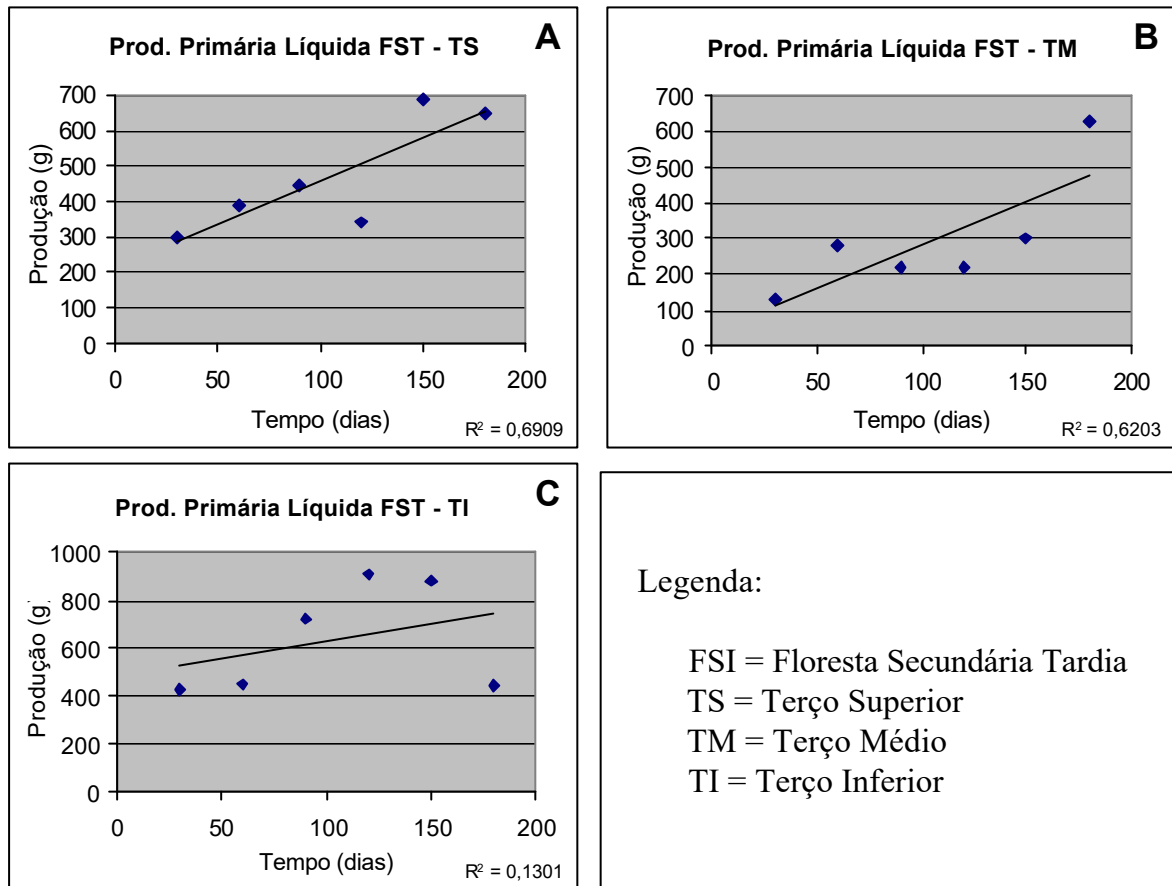 A
Prod. Primária Líquida FST - TS
Produção (g)
700
600
500
400
300
200
100
0
0 50 100 150 200
Tempo (dias)
R² = 0,6909
B
Prod. Primária Líquida FST - TM
Produção (g)
700
600
500
400
300
200
100
0
0 50 100 150 200
Tempo (dias)
R² = 0,6203
C
Prod. Primária Líquida FST - TI
Produção (g)
1000
800
600
400
200
0
0 50 100 150 200
Tempo (dias)
R² = 0,1301
Legenda:
FSI = Floresta Secundária Tardia
TS = Terço Superior
TM = Terço Médio
TI = Terço Inferior